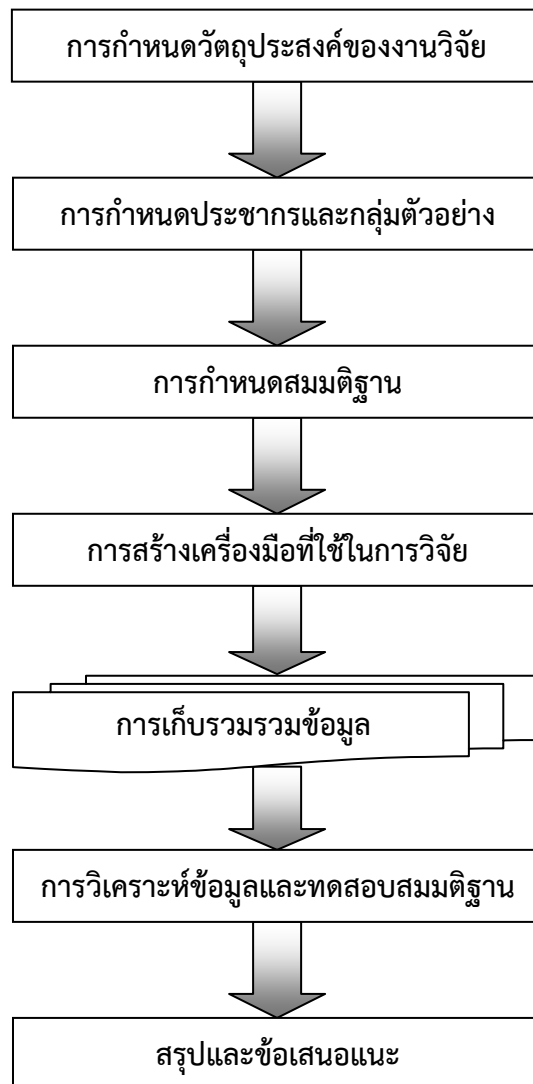 การกำหนดวัตถุประสงค์ของงานวิจัย
การกำหนดประชากรและกลุ่มตัวอย่าง
การกำหนดสมมติฐาน
การสร้างเครื่องมือที่ใช้ในการวิจัย
การเก็บรวมรวมข้อมูล
การวิเคราะห์ข้อมูลและทดสอบสมมติฐาน
สรุปและข้อเสนอแนะ